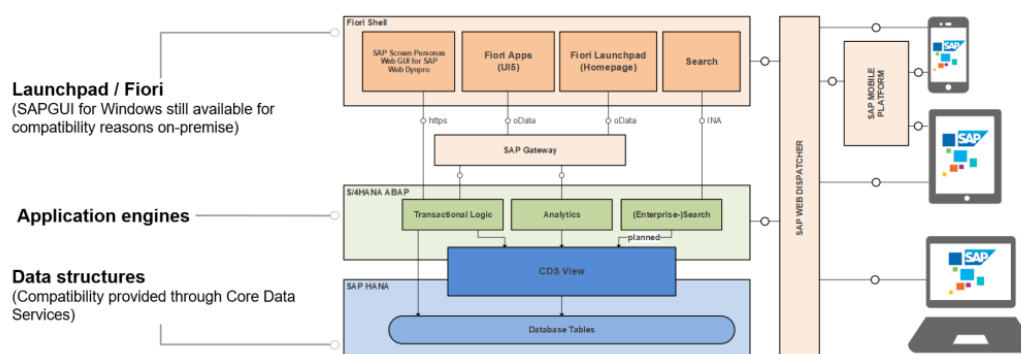 Fiori Shell
SAP Screen Personas
Web GUI for SAP
Web Dynpro
Fiori Apps
(UI5)
Fiori Launchpad
(Homepage)
Search
Launchpad / Fiori
(SAPGUI for Windows still available for
compatibility reasons on-premise)
https
oData
oData
INA
SAP Gateway
S/4HANA ABAP
Application engines
Transactional Logic
Analytics
(Enterprise-)Search
planned
Data structures
(Compatibility provided through Core Data
Services)
CDS View
SAP HANA
Database Tables
SAP WEB DISPATCHER
SAP MOBILE
PLATFORM
SAP
SAP
SAP